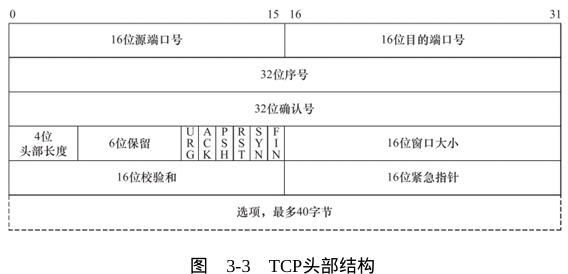 0 15 16 31
16位源端口号 16位目的端口号
32位序号
32位确认号
4位
头部长度
6位保留
URG ACK PSH RST SYN FIN
16位窗口大小
16位校验和 16位紧急指针
选项，最多40字节
图 3-3 TCP头部结构